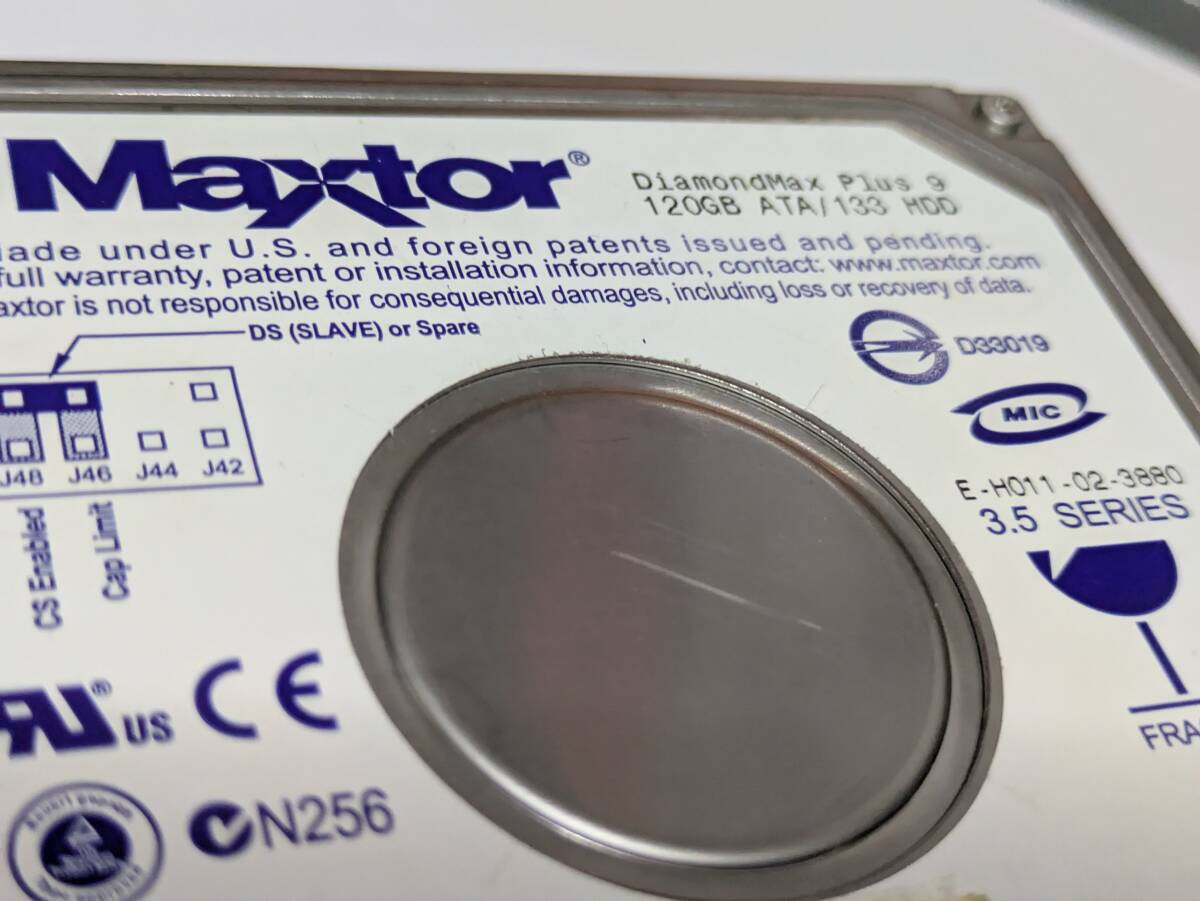 Maxtor®
DiamondMax Plus 9
120GB ATA/133 HDD
ade under U.S. and foreign patents issued and pending.
full warranty, patent or installation information, contact: www.maxtor.com
axtor is not responsible for consequential damages, including loss or recovery of data.
DS (SLAVE) or Spare
D33019
MIC
J48 J46 J44 J42
E-H011-02-3880
3.5 SERIES
CS Enabled
Cap Limit
FRA
® US CE
N256